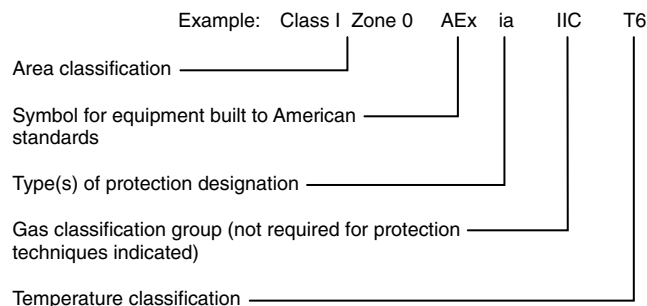 Example: Class I Zone 0 AEx ia IIC T6
Area classification
Symbol for equipment built to American
standards
Type(s) of protection designation
Gas classification group (not required for protection
techniques indicated)
Temperature classification